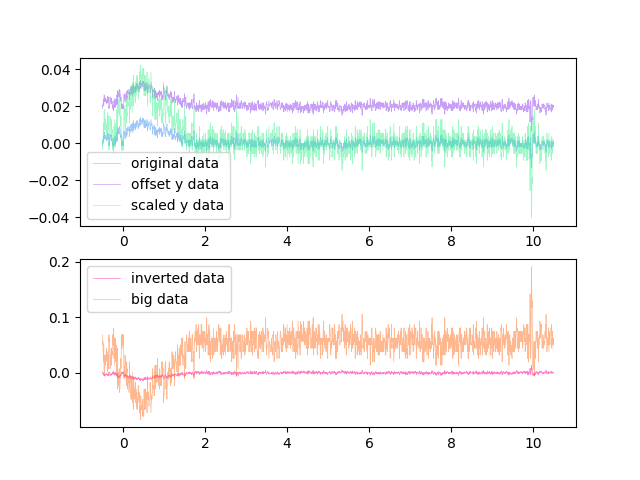 0.04
0.02
0.00
−0.02
−0.04
original data
offset y data
scaled y data
0 2 4 6 8 10
0.2
0.1
0.0
inverted data
big data
0 2 4 6 8 10